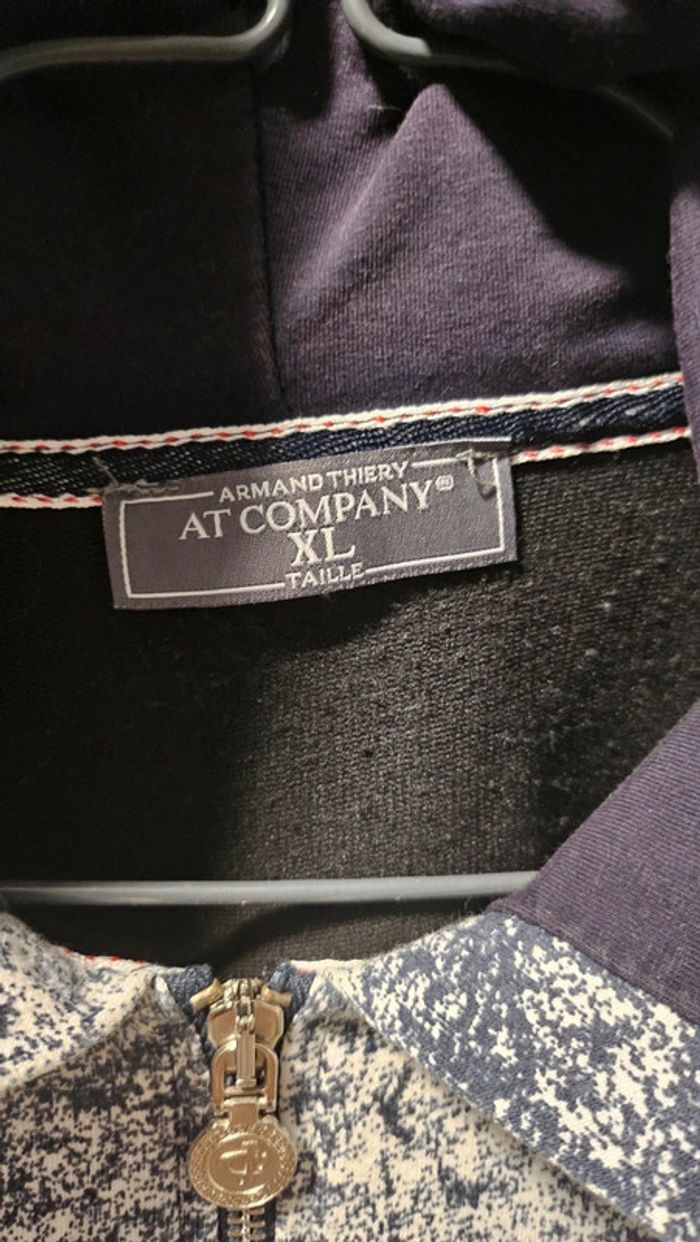 ARMAND THIERY
AT COMPANY®
XL
TAILLE